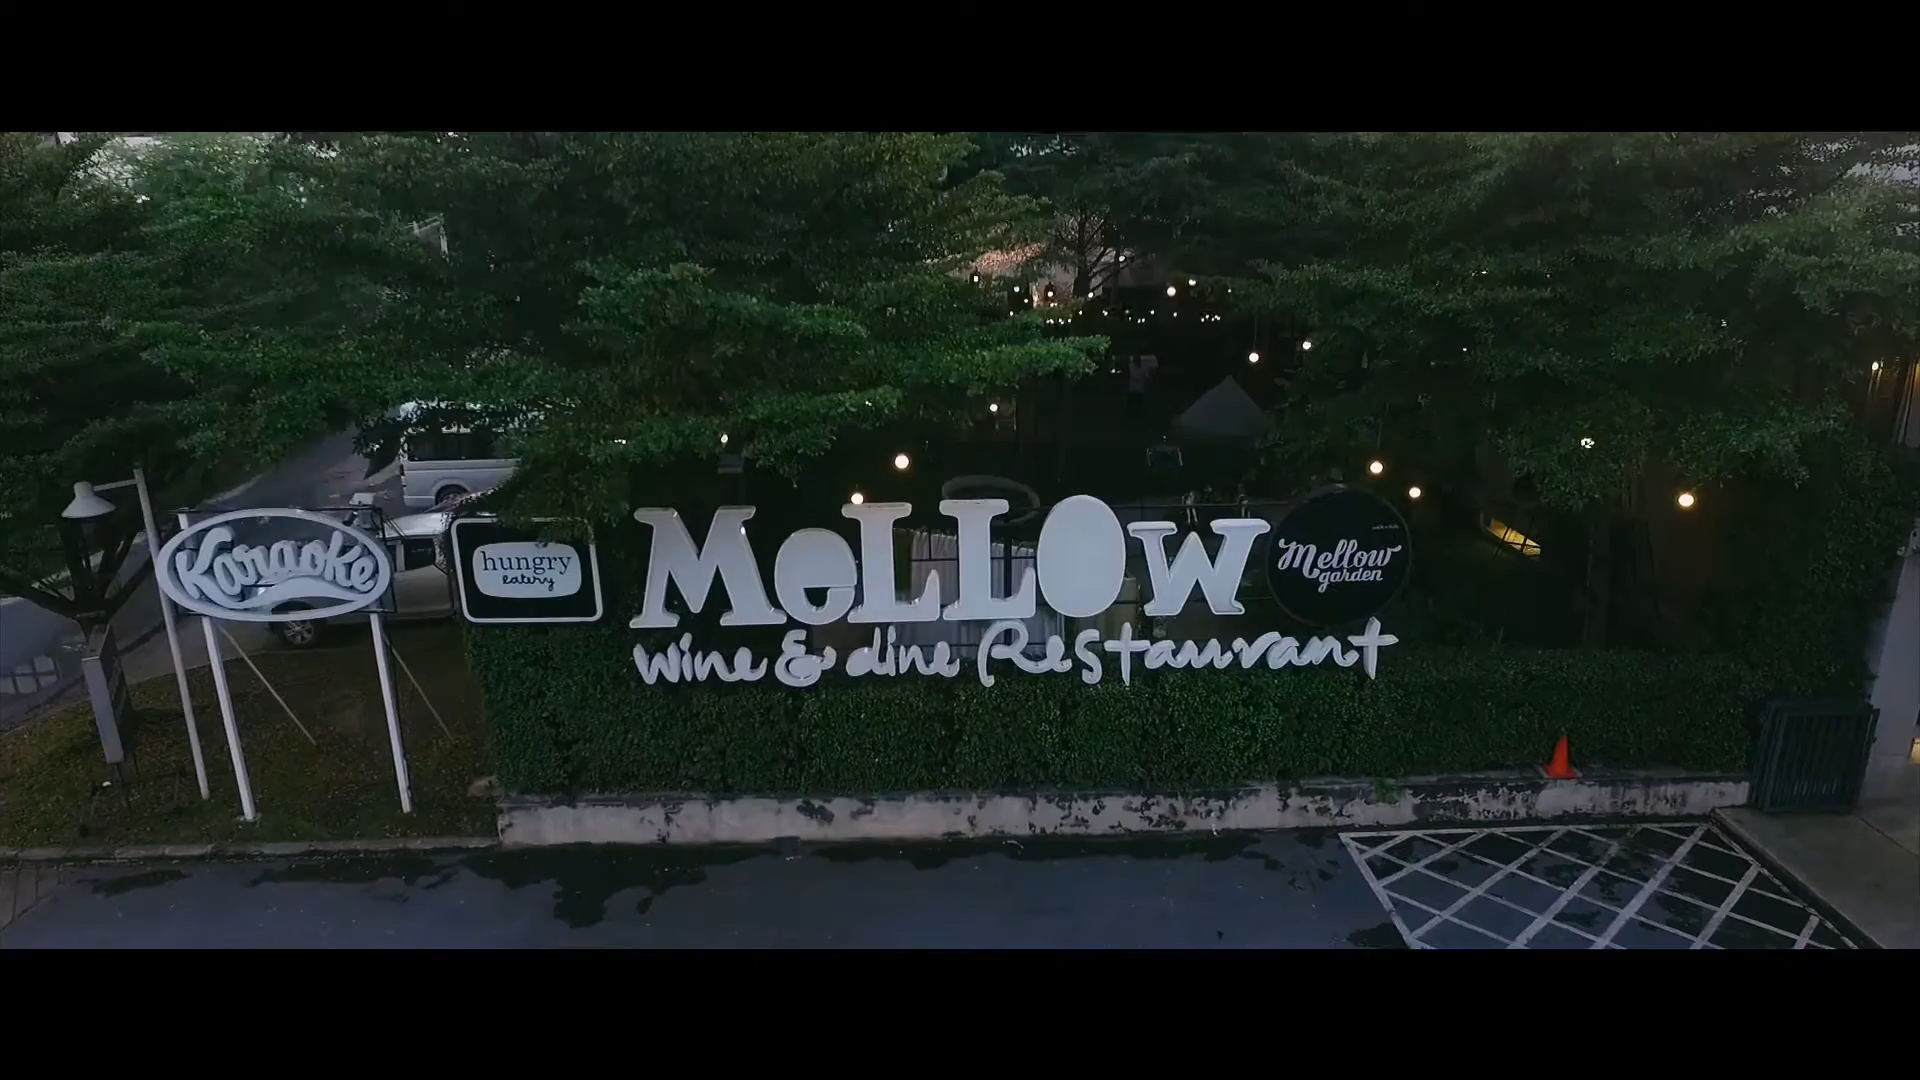 Karaoke
hungry
eatery
MeLLOw
wine & dine Restaurant
Mellow
garden